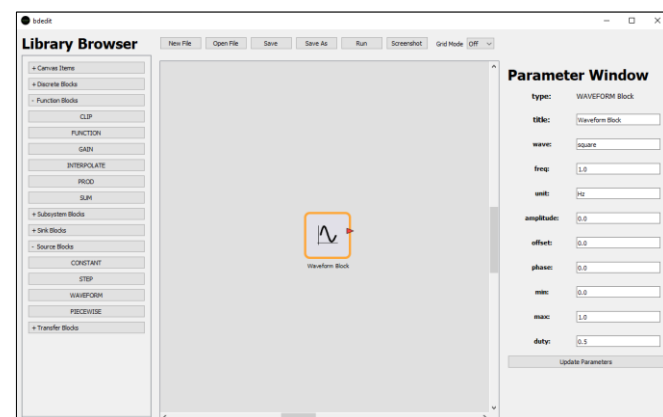 bdedit
Library Browser
New File Open File Save Save As Run Screenshot Grid Mode Off
+ Canvas Items
+ Discrete Blocks
- Function Blocks
CLIP
FUNCTION
GAIN
INTERPOLATE
PROD
SUM
+ Subsystem Blocks
+ Sink Blocks
- Source Blocks
CONSTANT
STEP
WAVEFORM
PIECEWISE
+ Transfer Blocks
Waveform Block
Parameter Window
type: WAVEFORM Block
title: Waveform Block
wave: square
freq: 1.0
unit: Hz
amplitude: 0.0
offset: 0.0
phase: 0.0
min: 0.0
max: 1.0
duty: 0.5
Update Parameters